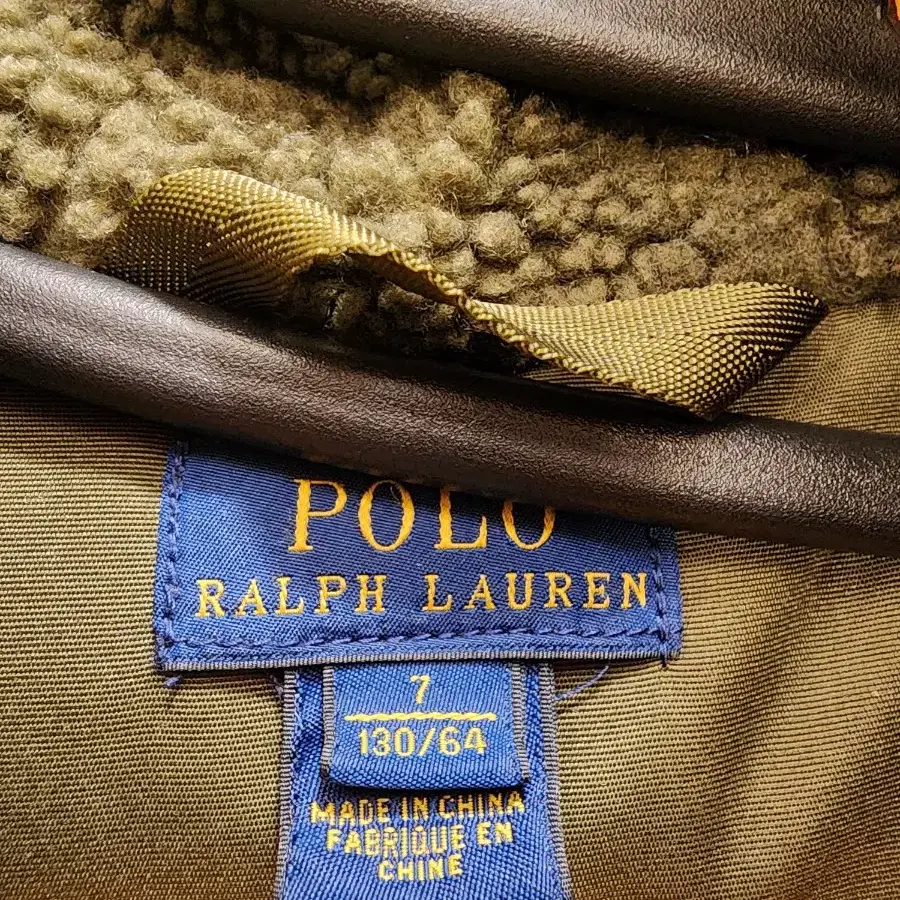 POLO
RALPH LAUREN
7
130/64
MADE IN CHINA
FABRIQUE EN
CHINE